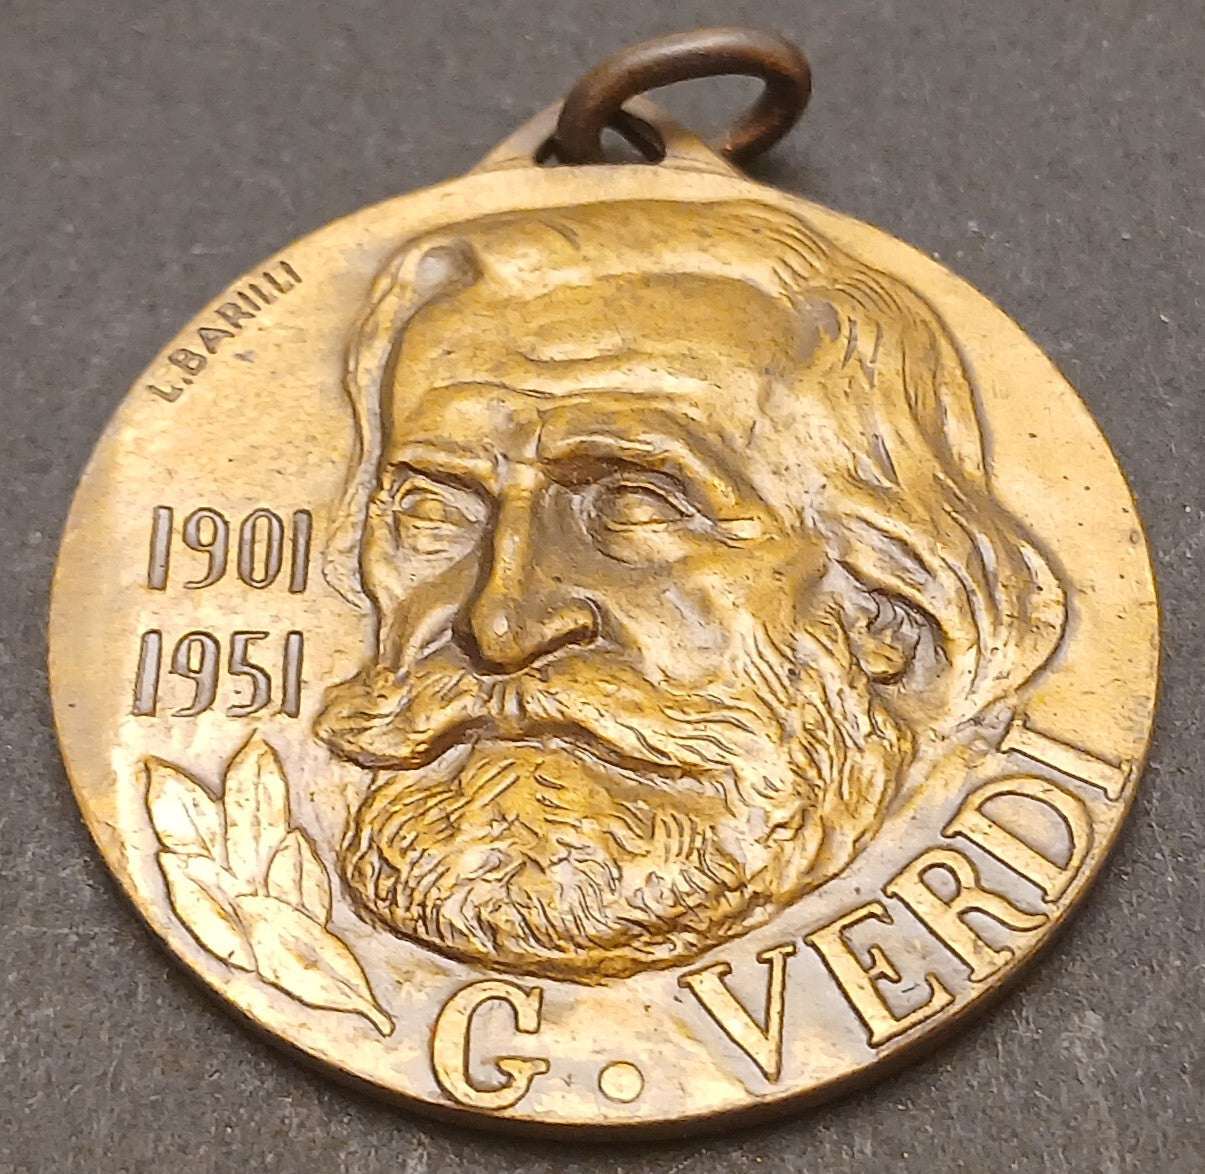 L.BARILLI
1901
1951
G. VERDI